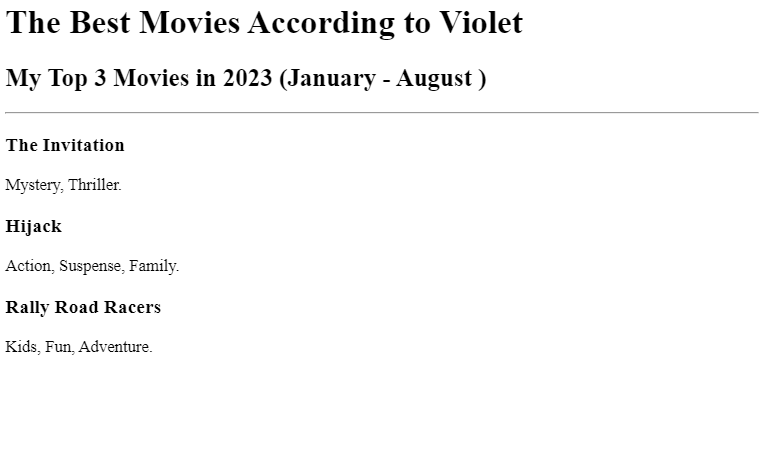 The Best Movies According to Violet
My Top 3 Movies in 2023 (January - August )
The Invitation
Mystery, Thriller.
Hijack
Action, Suspense, Family.
Rally Road Racers
Kids, Fun, Adventure.